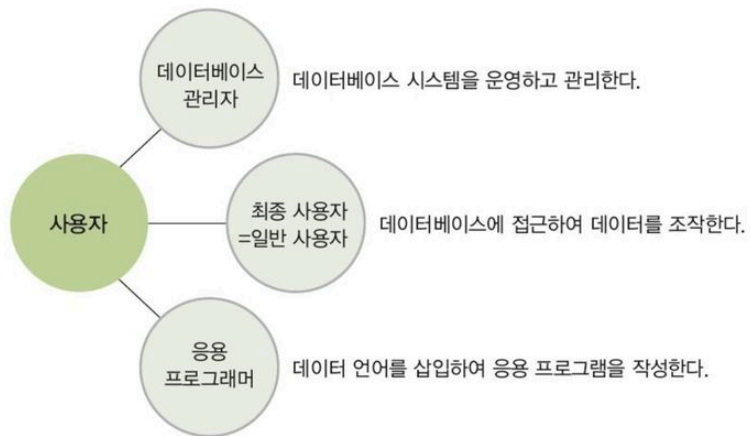 데이터베이스
관리자
데이터베이스 시스템을 운영하고 관리한다.
사용자
최종 사용자
=일반 사용자
데이터베이스에 접근하여 데이터를 조작한다.
응용
프로그래머
데이터 언어를 삽입하여 응용 프로그램을 작성한다.